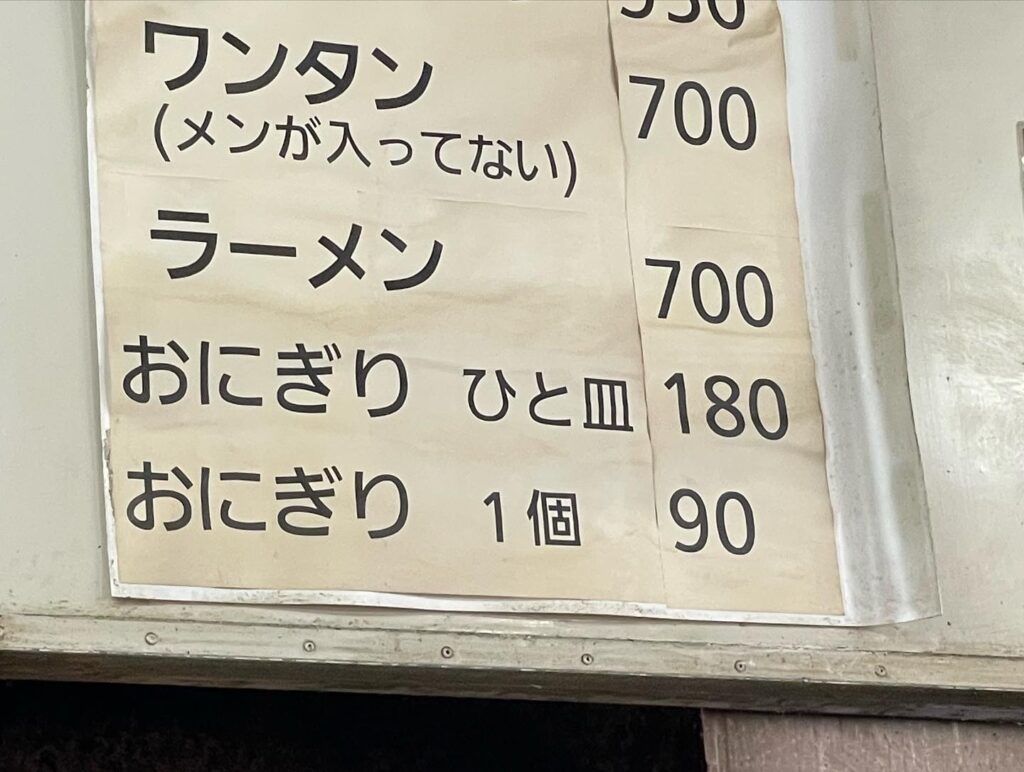 ワンタン 700
(メンが入ってない)
ラーメン 700
おにぎり ひと皿 180
おにぎり 1個 90